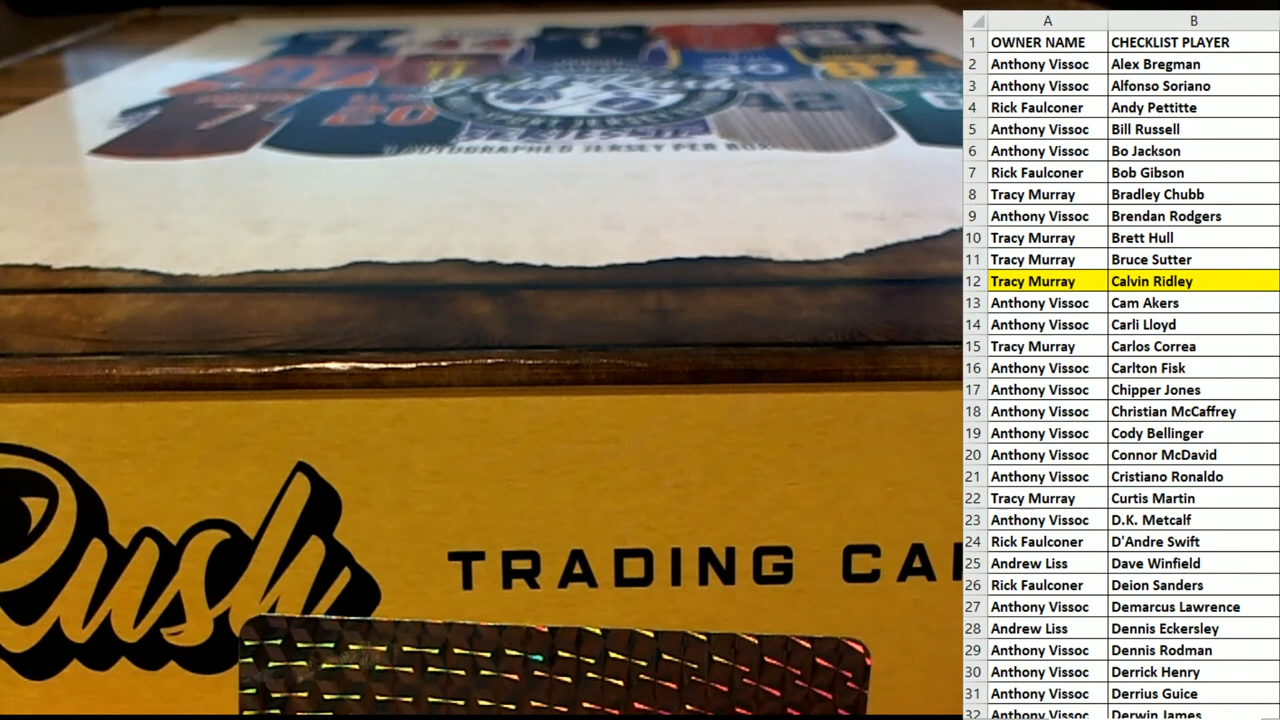 1 AUTOGRAPHED JERSEY PER BOX
Rush
TRADING CA
A B
1 OWNER NAME CHECKLIST PLAYER
2 Anthony Vissoc Alex Bregman
3 Anthony Vissoc Alfonso Soriano
4 Rick Faulconer Andy Pettitte
5 Anthony Vissoc Bill Russell
6 Anthony Vissoc Bo Jackson
7 Rick Faulconer Bob Gibson
8 Tracy Murray Bradley Chubb
9 Anthony Vissoc Brendan Rodgers
10 Tracy Murray Brett Hull
11 Tracy Murray Bruce Sutter
12 Tracy Murray Calvin Ridley
13 Anthony Vissoc Cam Akers
14 Anthony Vissoc Carli Lloyd
15 Tracy Murray Carlos Correa
16 Anthony Vissoc Carlton Fisk
17 Anthony Vissoc Chipper Jones
18 Anthony Vissoc Christian McCaffrey
19 Anthony Vissoc Cody Bellinger
20 Anthony Vissoc Connor McDavid
21 Anthony Vissoc Cristiano Ronaldo
22 Tracy Murray Curtis Martin
23 Anthony Vissoc D.K. Metcalf
24 Rick Faulconer D'Andre Swift
25 Andrew Liss Dave Winfield
26 Rick Faulconer Deion Sanders
27 Anthony Vissoc Demarcus Lawrence
28 Andrew Liss Dennis Eckersley
29 Anthony Vissoc Dennis Rodman
30 Anthony Vissoc Derrick Henry
31 Anthony Vissoc Derrius Guice
32 Anthony Vissoc Derwin James